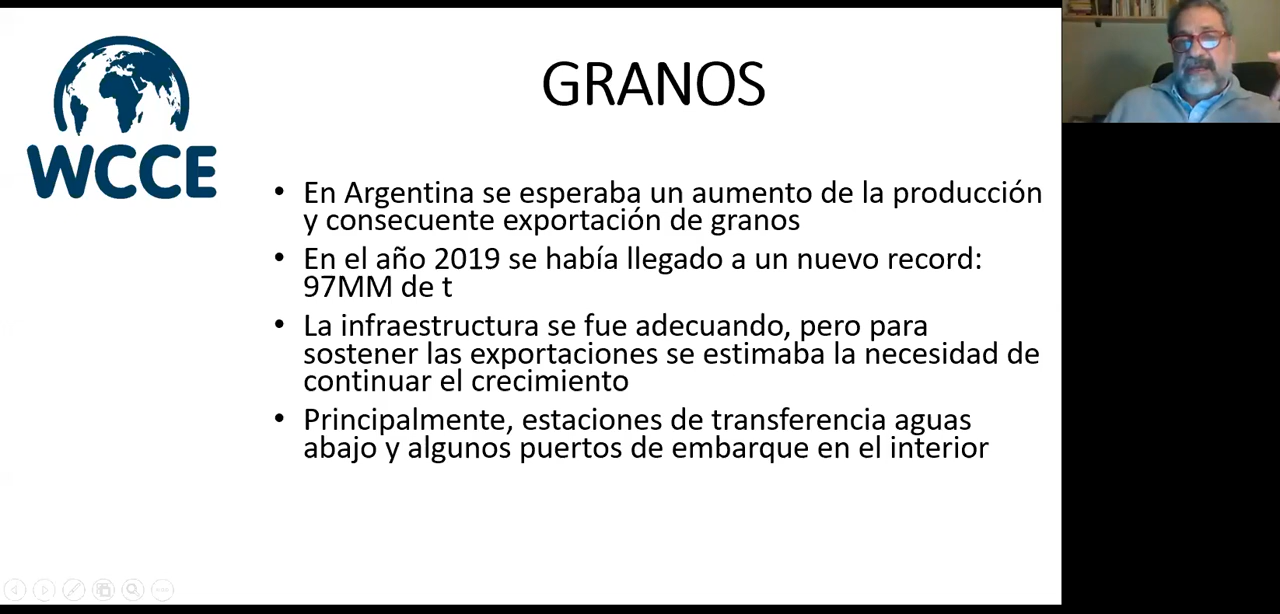 WCCE
GRANOS
• En Argentina se esperaba un aumento de la producción
y consecuente exportación de granos
• En el año 2019 se había llegado a un nuevo record:
97MM de t
• La infraestructura se fue adecuando, pero para
sostener las exportaciones se estimaba la necesidad de
continuar el crecimiento
• Principalmente, estaciones de transferencia aguas
abajo y algunos puertos de embarque en el interior